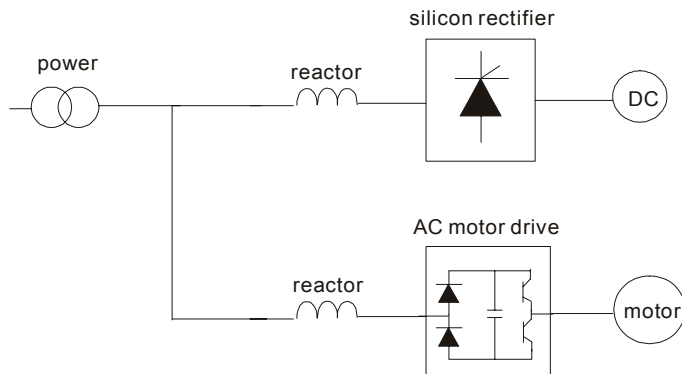 silicon rectifier
power
reactor
DC
AC motor drive
reactor
motor